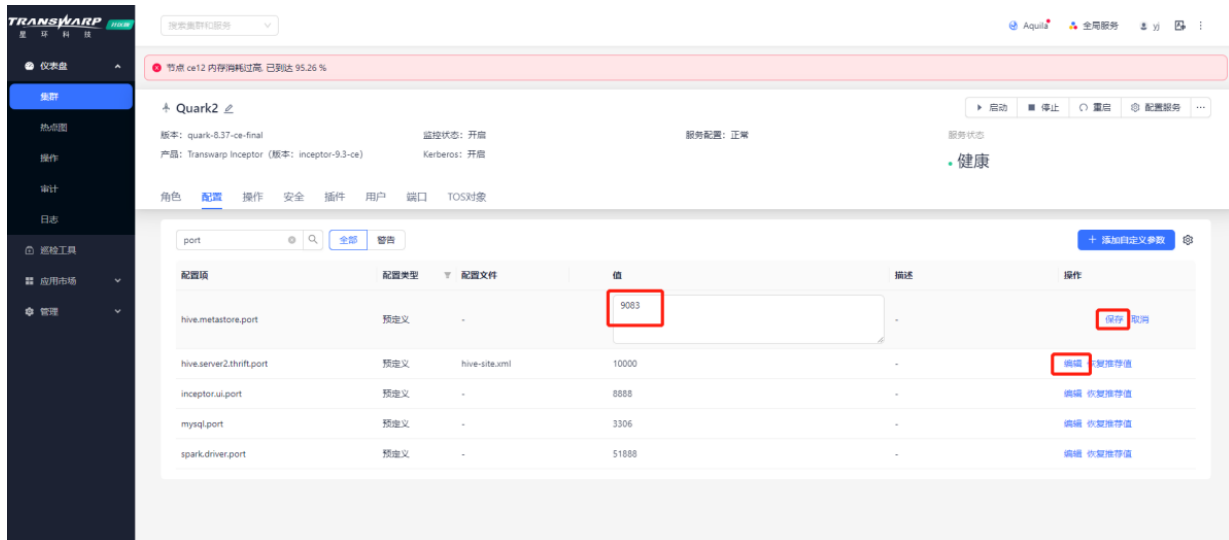 TRANSWARP
星 环 科 技
搜索集群和服务
Aquila
全局服务
yj
仪表盘
集群
热点图
操作
审计
日志
巡检工具
应用市场
管理
节点 ce12 内存消耗过高, 已到达 95.26 %
Quark2
启动 停止 重启 配置服务 ...
版本: quark-8.37-ce-final 监控状态: 开启 服务配置: 正常 服务状态
产品: Transwarp Inceptor (版本: inceptor-9.3-ce) Kerberos: 开启 健康
角色 配置 操作 安全 插件 用户 端口 TOS对象
port 全部 警告 + 添加自定义参数
配置项 配置类型 配置文件 值 描述 操作
hive.metastore.port 预定义 - 9083 - 保存 取消
hive.server2.thrift.port 预定义 hive-site.xml 10000 - 编辑 恢复推荐值
inceptor.ui.port 预定义 - 8888 - 编辑 恢复推荐值
mysql.port 预定义 - 3306 - 编辑 恢复推荐值
spark.driver.port 预定义 - 51888 - 编辑 恢复推荐值